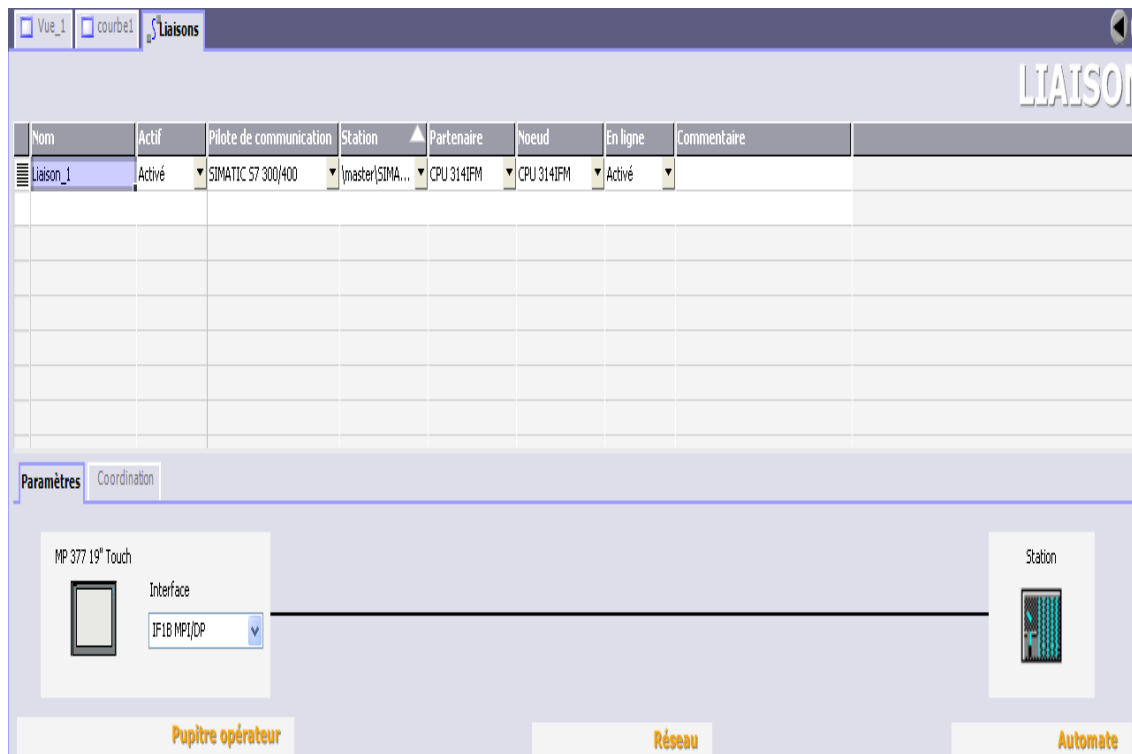 Vue_1 courbe1 Liaisons
LIAISON
Nom Actif Pilote de communication Station Partenaire Noeud En ligne Commentaire
Liaison_1 Activé SIMATIC S7 300/400 \master\SIMA... CPU 314IFM CPU 314IFM Activé
Paramètres Coordination
MP 377 19" Touch
Station
Interface
IF1B MPI/DP
Pupitre opérateur Réseau Automate